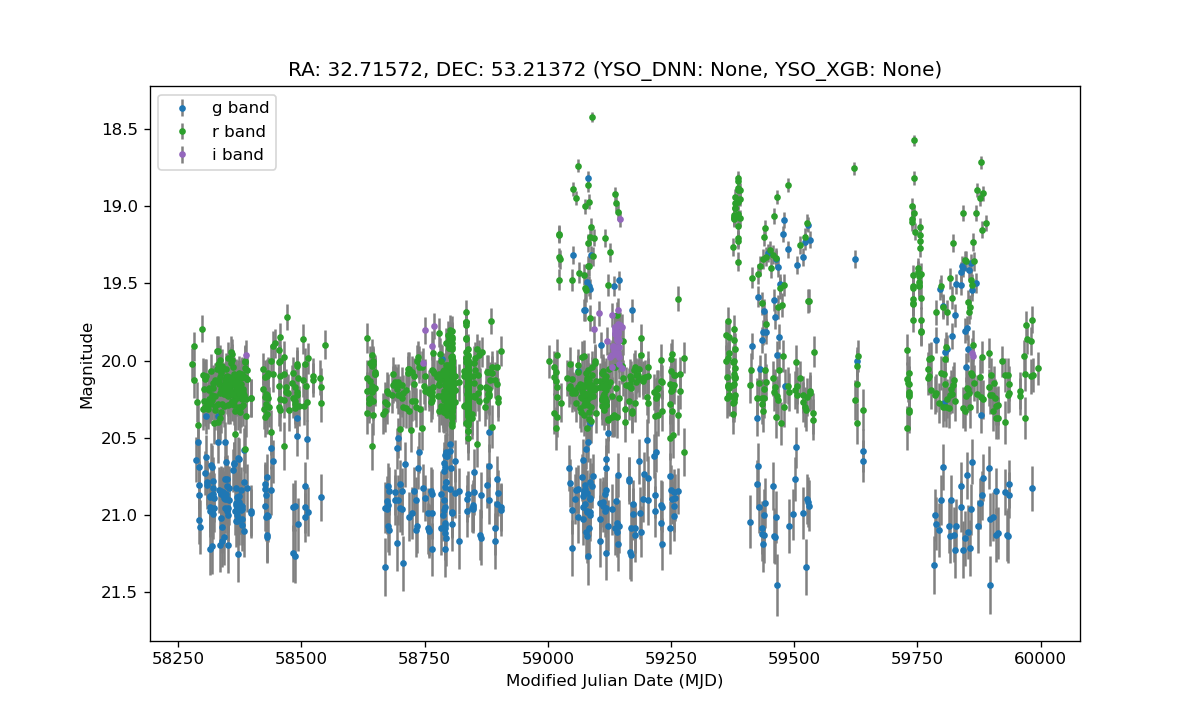 RA: 32.71572, DEC: 53.21372 (YSO_DNN: None, YSO_XGB: None)
g band
r band
i band
18.5
19.0
19.5
20.0
20.5
21.0
21.5
Magnitude
58250
58500
58750
59000
59250
59500
59750
60000
Modified Julian Date (MJD)